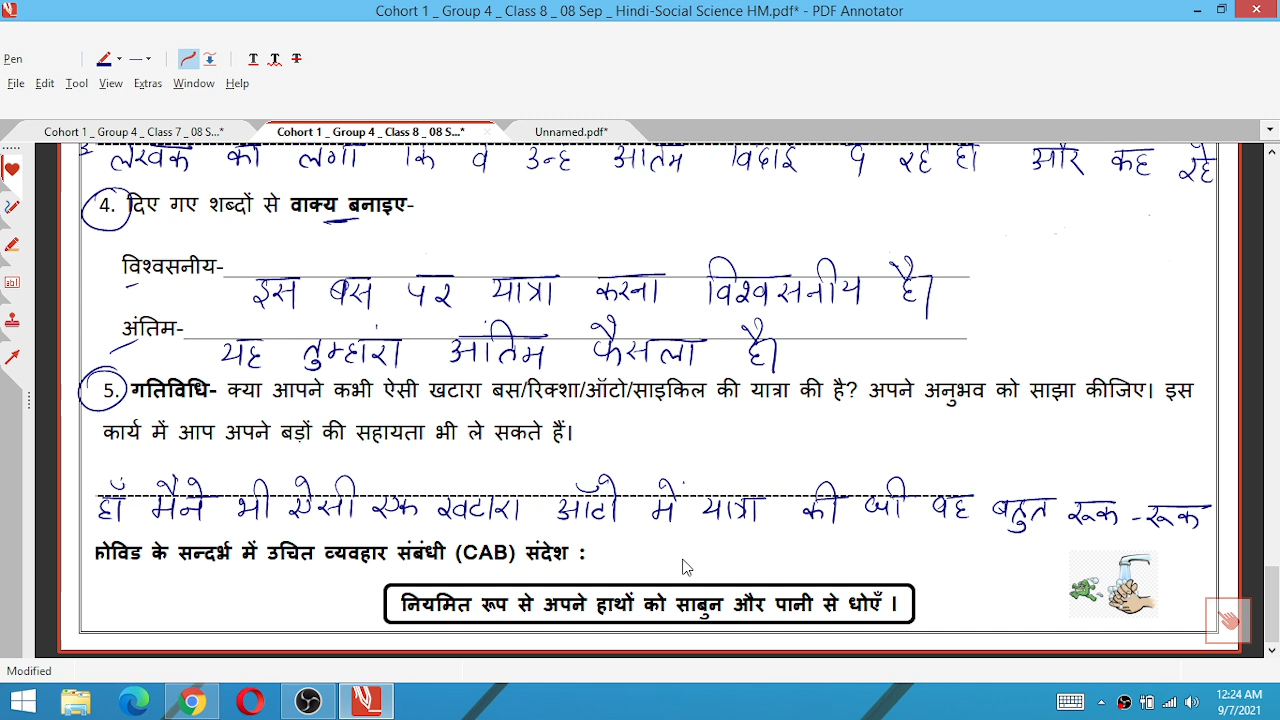 Cohort 1 _ Group 4 _ Class 8 _ 08 Sep _ Hindi-Social Science HM.pdf* - PDF Annotator
Pen
File Edit Tool View Extras Window Help
Cohort 1 _ Group 4 _ Class 7 _ 08 S...* Cohort 1 _ Group 4 _ Class 8 _ 08 S...* Unnamed.pdf*
लेखक को लगा कि वे उन्हें अंतिम विदाई दे रहे हों और कह रहे
4. दिए गए शब्दों से वाक्य बनाइए-
विश्वसनीय-
इस बस पर यात्रा करना विश्वसनीय है।
अंतिम-
यह तुम्हारा अंतिम फैसला है।
5. गतिविधि- क्या आपने कभी ऐसी खटारा बस/रिक्शा/ऑटो/साइकिल की यात्रा की है? अपने अनुभव को साझा कीजिए। इस
कार्य में आप अपने बड़ों की सहायता भी ले सकते हैं।
हाँ मैंने भी ऐसी एक खटारा ऑटो में यात्रा की थी वह बहुत रूक - रूक
कोविड के सन्दर्भ में उचित व्यवहार संबंधी (CAB) संदेश :
नियमित रूप से अपने हाथों को साबुन और पानी से धोएँ ।
Modified
12:24 AM
9/7/2021